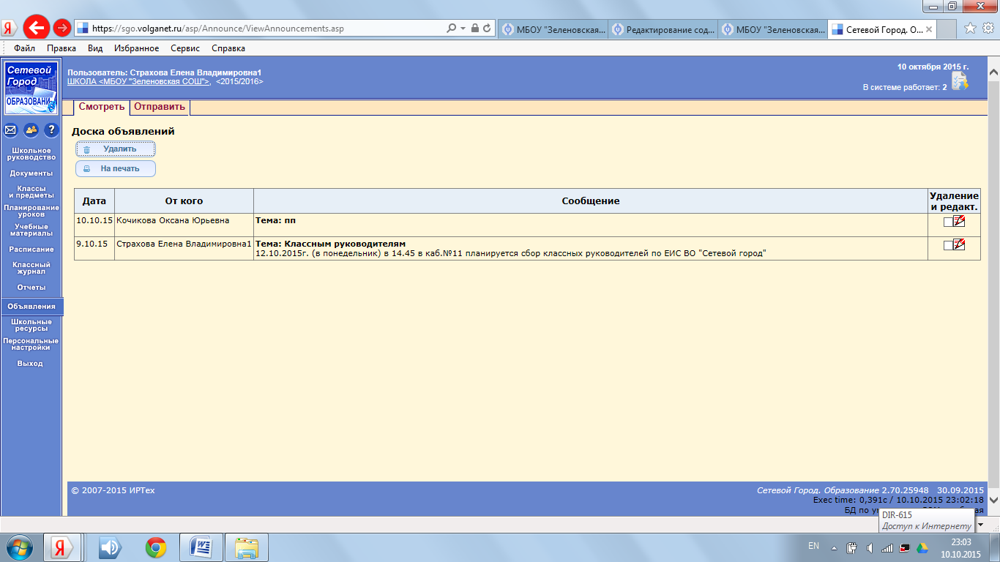 https://sgo.volganet.ru/asp/Announce/ViewAnnouncements.asp
МБОУ "Зеленовская...
Редактирование сод...
МБОУ "Зеленовская...
Сетевой Город. О...
Файл Правка Вид Избранное Сервис Справка
Сетевой
Город
ОБРАЗОВАНИ
Пользователь: Страхова Елена Владимировна1
ШКОЛА <МБОУ "Зеленовская СОШ">, <2015/2016>
10 октября 2015 г.
В системе работает: 2
Смотреть Отправить
Доска объявлений
Удалить
На печать
Дата От кого Сообщение Удаление
и редакт.
10.10.15 Кочикова Оксана Юрьевна Тема: пп
9.10.15 Страхова Елена Владимировна1 Тема: Классным руководителям
12.10.2015г. (в понедельник) в 14.45 в каб.№11 планируется сбор классных руководителей по ЕИС ВО "Сетевой город"
Школьное
руководство
Документы
Классы
и предметы
Планирование
уроков
Учебные
материалы
Расписание
Классный
журнал
Отчеты
Объявления
Школьные
ресурсы
Персональные
настройки
Выход
© 2007-2015 ИРТех
Сетевой Город. Образование 2.70.25948 30.09.2015
Exec time: 0,391c / 10.10.2015 23:02:18
БД по
DIR-615
Доступ к Интернету
EN
23:03
10.10.2015